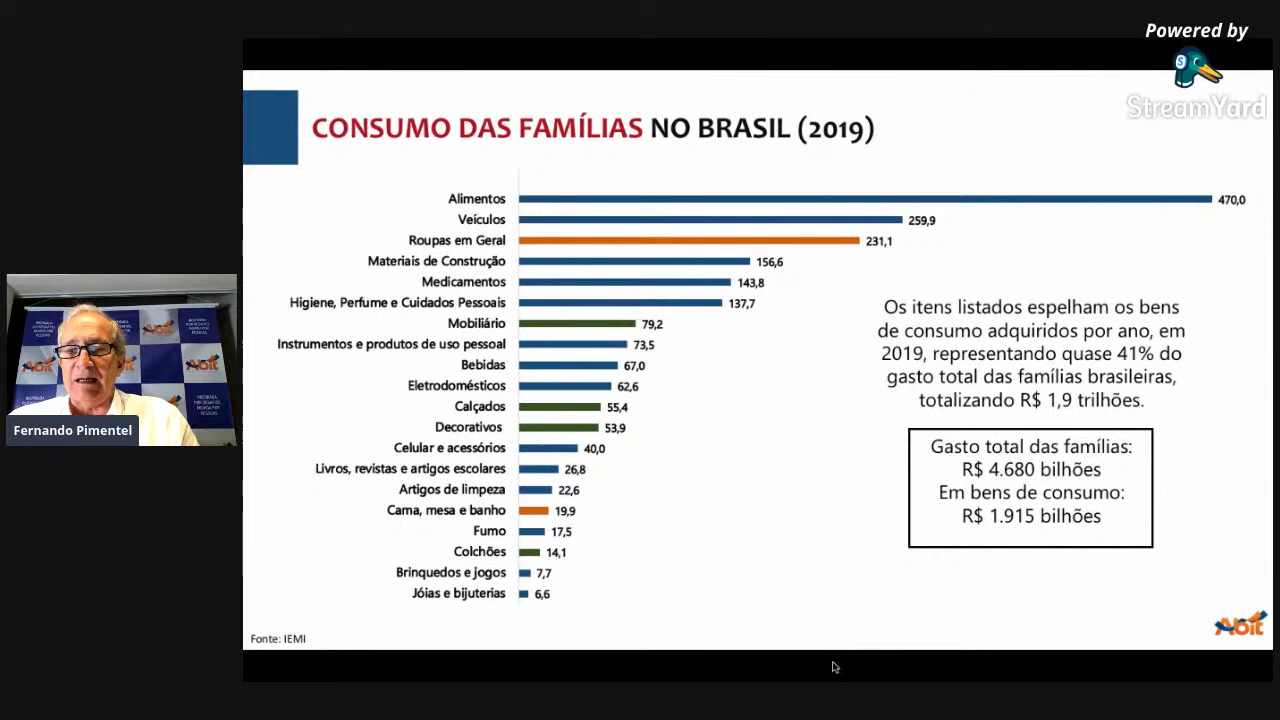 Powered by
StreamYard
CONSUMO DAS FAMÍLIAS NO BRASIL (2019)
Alimentos 470,0
Veículos 259,9
Roupas em Geral 231,1
Materiais de Construção 156,6
Medicamentos 143,8
Higiene, Perfume e Cuidados Pessoais 137,7
Mobiliário 79,2
Instrumentos e produtos de uso pessoal 73,5
Bebidas 67,0
Eletrodomésticos 62,6
Calçados 55,4
Decorativos 53,9
Celular e acessórios 40,0
Livros, revistas e artigos escolares 26,8
Artigos de limpeza 22,6
Cama, mesa e banho 19,9
Fumo 17,5
Colchões 14,1
Brinquedos e jogos 7,7
Jóias e bijuterias 6,6
Os itens listados espelham os bens
de consumo adquiridos por ano, em
2019, representando quase 41% do
gasto total das famílias brasileiras,
totalizando R$ 1,9 trilhões.
Gasto total das famílias:
R$ 4.680 bilhões
Em bens de consumo:
R$ 1.915 bilhões
Fonte: IEMI
Abit
Abit
Fernando Pimentel